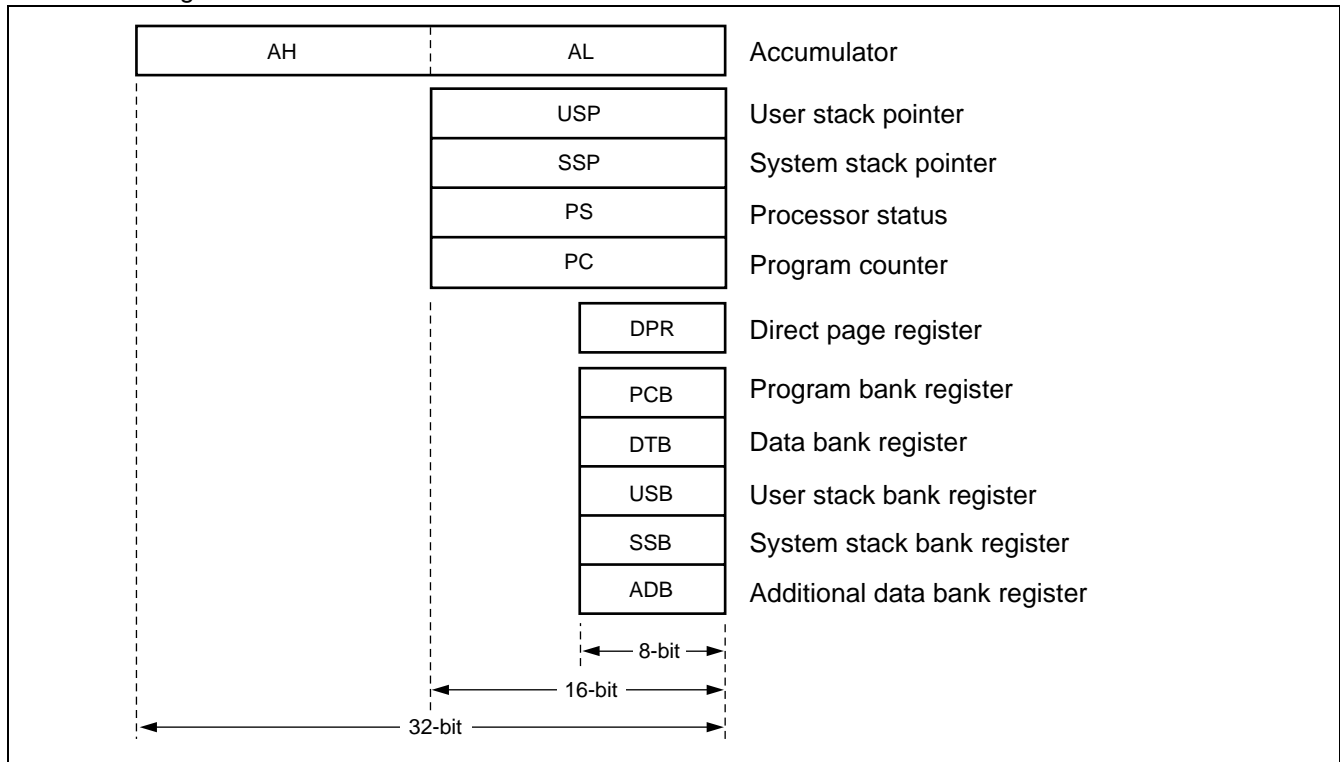 AH AL Accumulator
USP User stack pointer
SSP System stack pointer
PS Processor status
PC Program counter
DPR Direct page register
PCB Program bank register
DTB Data bank register
USB User stack bank register
SSB System stack bank register
ADB Additional data bank register
8-bit
16-bit
32-bit